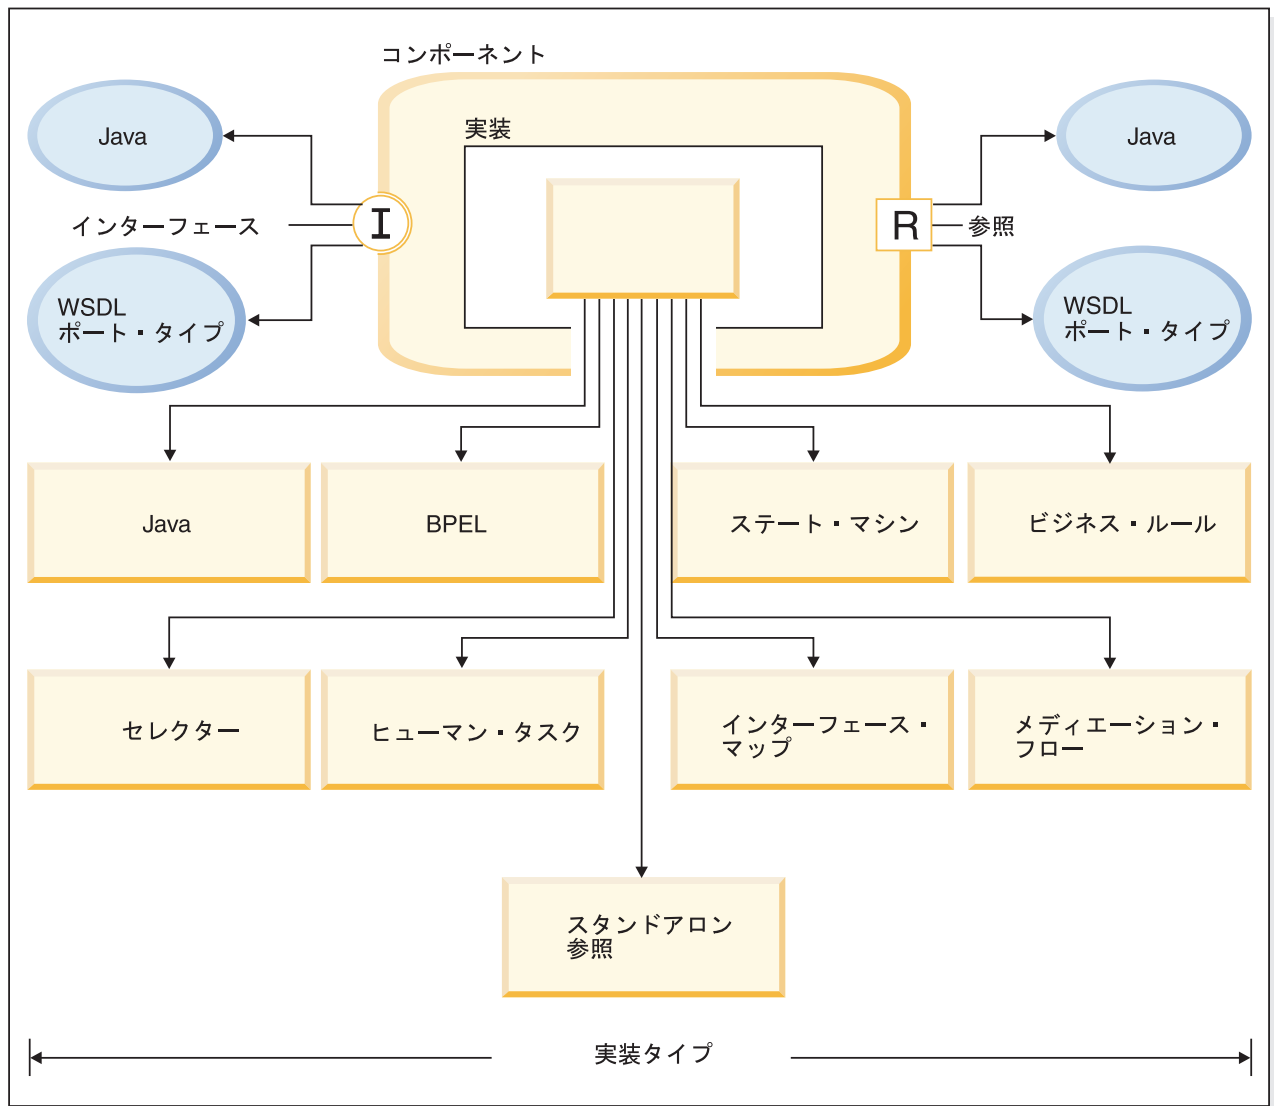 コンポーネント
実装
Java
Java
I
インターフェース
R
参照
WSDL
ポート・タイプ
WSDL
ポート・タイプ
Java
BPEL
ステート・マシン
ビジネス・ルール
セレクター
ヒューマン・タスク
インターフェース・
マップ
メディエーション・
フロー
スタンドアロン
参照
実装タイプ